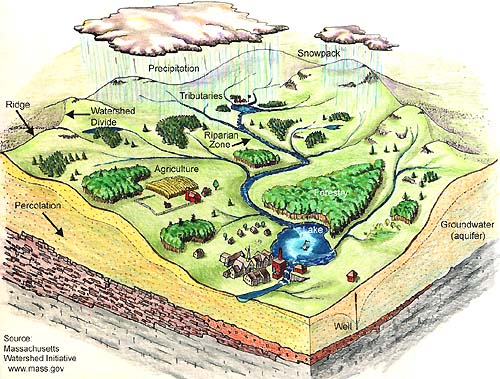 Snowpack
Precipitation
Tributaries
Ridge
Watershed
Divide
Riparian
Zone
Agriculture
Forestry
Percolation
Lake
Groundwater
(aquifer)
Well
Source:
Massachusetts
Watershed Initiative
www.mass.gov